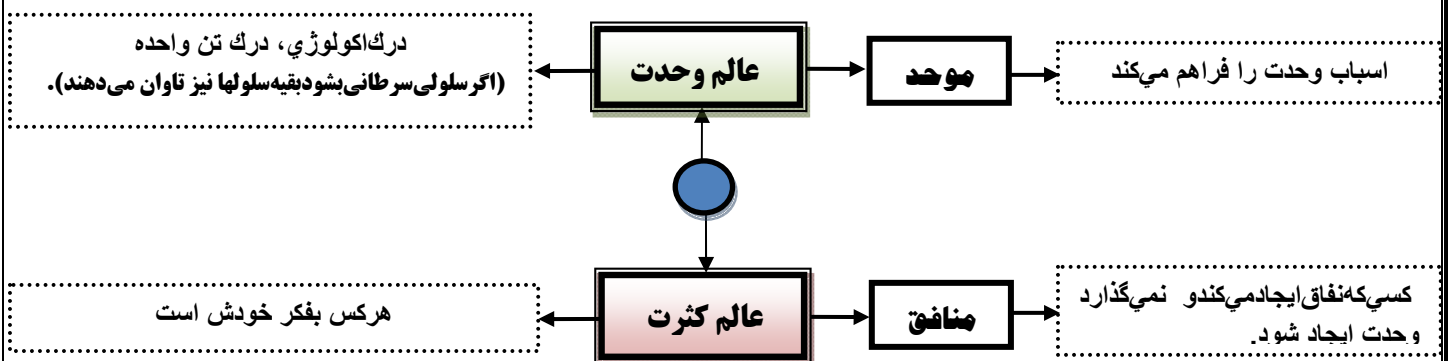 اسباب وحدت را فراهم ميكند
موحد
عالم وحدت
درك‌اكولوژي، درك تن واحده
(اگرسلولی‌سرطانی‌بشودبقیه‌سلولها نیز تاوان می‌دهند).
كسي‌كه‌نفاق‌ايجادمي‌كندو نمي‌گذارد
وحدت ايجاد شود.
منافق
عالم کثرت
هركس بفكر خودش است